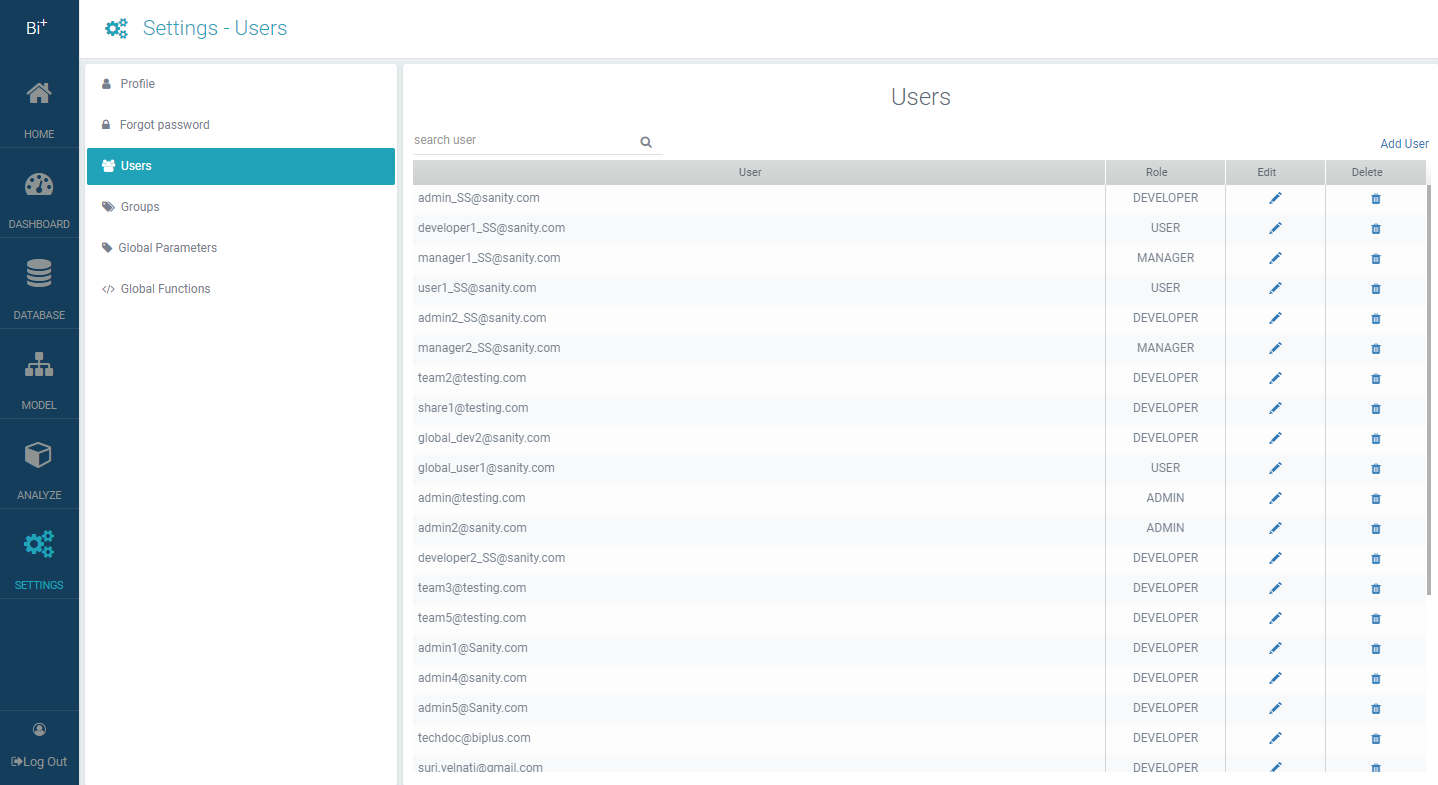 Bi+
Settings - Users
HOME
DASHBOARD
DATABASE
MODEL
ANALYZE
SETTINGS
Log Out
Profile
Forgot password
Users
Groups
Global Parameters
</> Global Functions
Users
search user
Add User
User Role Edit Delete
admin_SS@sanity.com DEVELOPER
developer1_SS@sanity.com USER
manager1_SS@sanity.com MANAGER
user1_SS@sanity.com USER
admin2_SS@sanity.com DEVELOPER
manager2_SS@sanity.com MANAGER
team2@testing.com DEVELOPER
share1@testing.com DEVELOPER
global_dev2@sanity.com DEVELOPER
global_user1@sanity.com USER
admin@testing.com ADMIN
admin2@sanity.com ADMIN
developer2_SS@sanity.com DEVELOPER
team3@testing.com DEVELOPER
team5@testing.com DEVELOPER
admin1@Sanity.com DEVELOPER
admin4@sanity.com DEVELOPER
admin5@Sanity.com DEVELOPER
techdoc@biplus.com DEVELOPER
suri.velnati@gmail.com DEVELOPER